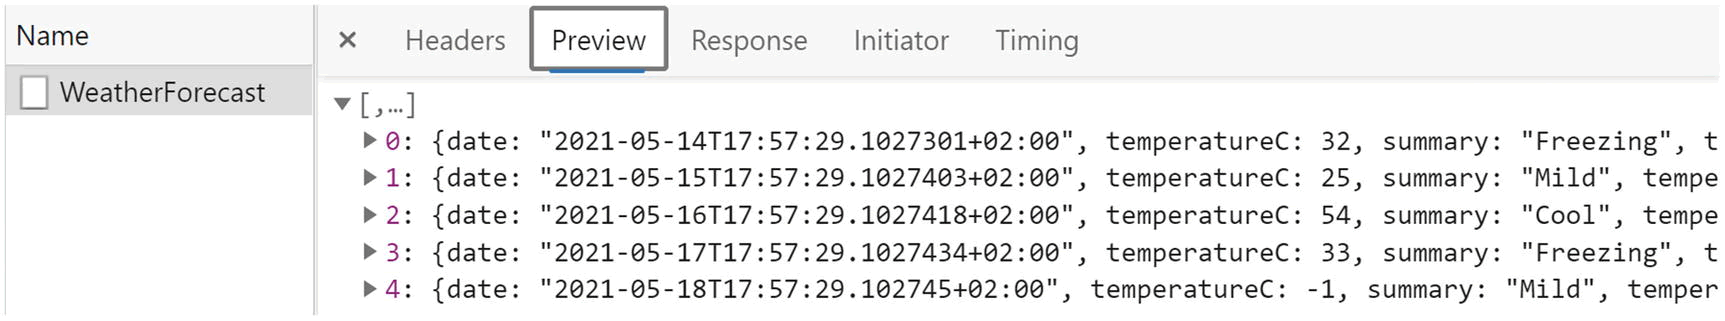 Name
× Headers Preview Response Initiator Timing
WeatherForecast
▼[,…]
▶0: {date: "2021-05-14T17:57:29.1027301+02:00", temperatureC: 32, summary: "Freezing", t
▶1: {date: "2021-05-15T17:57:29.1027403+02:00", temperatureC: 25, summary: "Mild", tempe
▶2: {date: "2021-05-16T17:57:29.1027418+02:00", temperatureC: 54, summary: "Cool", tempe
▶3: {date: "2021-05-17T17:57:29.1027434+02:00", temperatureC: 33, summary: "Freezing", t
▶4: {date: "2021-05-18T17:57:29.102745+02:00", temperatureC: -1, summary: "Mild", temper